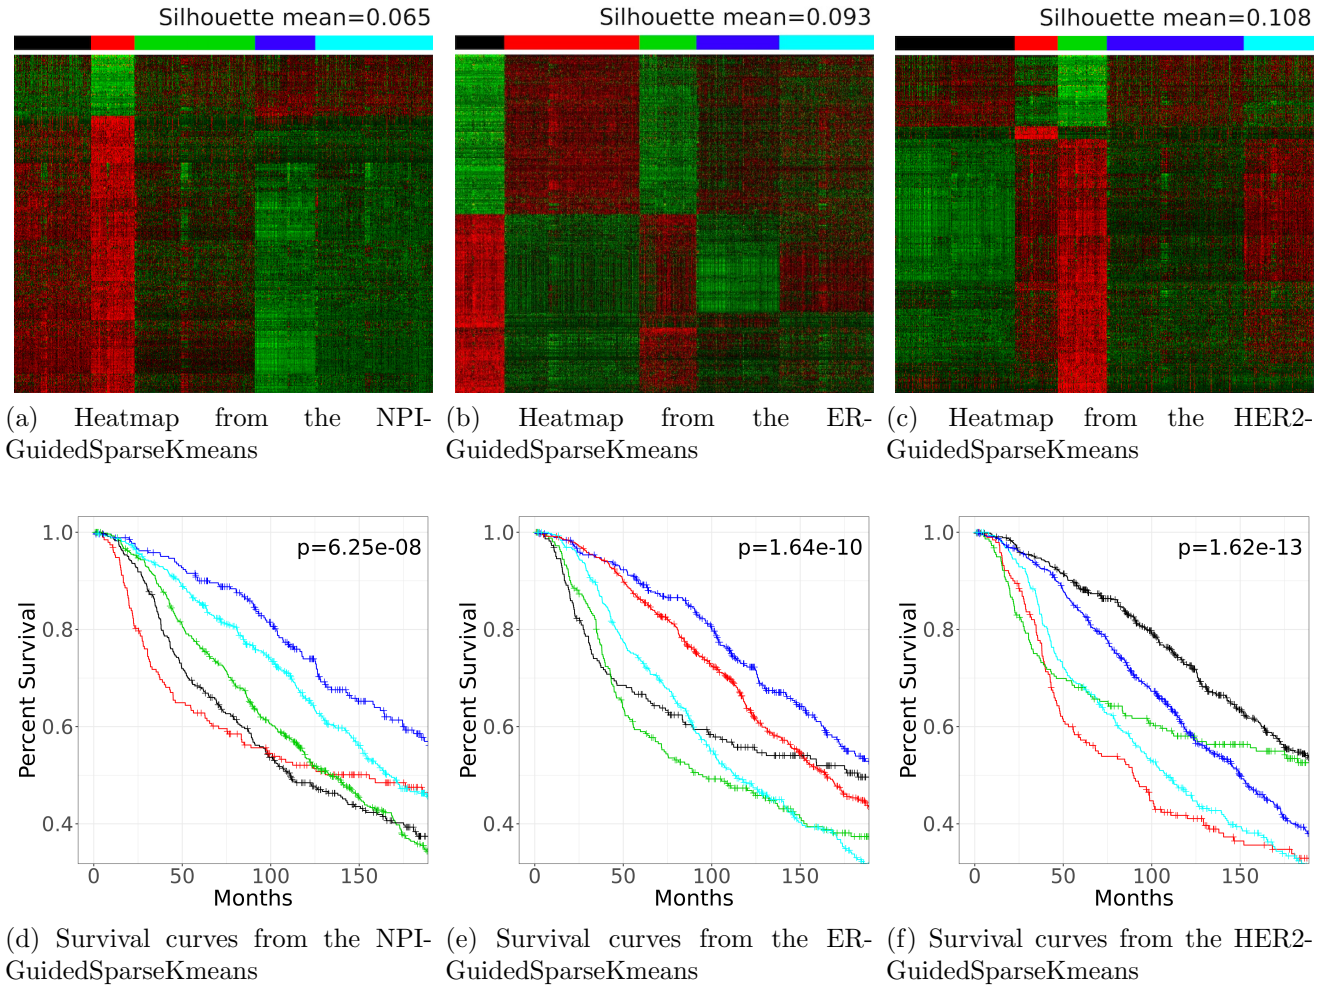 Silhouette mean=0.065
Silhouette mean=0.093
Silhouette mean=0.108
(a) Heatmap from the NPI-
GuidedSparseKmeans
(b) Heatmap from the ER-
GuidedSparseKmeans
(c) Heatmap from the HER2-
GuidedSparseKmeans
p=6.25e-08
1.0
0.8
0.6
0.4
Percent Survival
0 50 100 150
Months
p=1.64e-10
1.0
0.8
0.6
0.4
Percent Survival
0 50 100 150
Months
p=1.62e-13
1.0
0.8
0.6
0.4
Percent Survival
0 50 100 150
Months
(d) Survival curves from the NPI-
GuidedSparseKmeans
(e) Survival curves from the ER-
GuidedSparseKmeans
(f) Survival curves from the HER2-
GuidedSparseKmeans